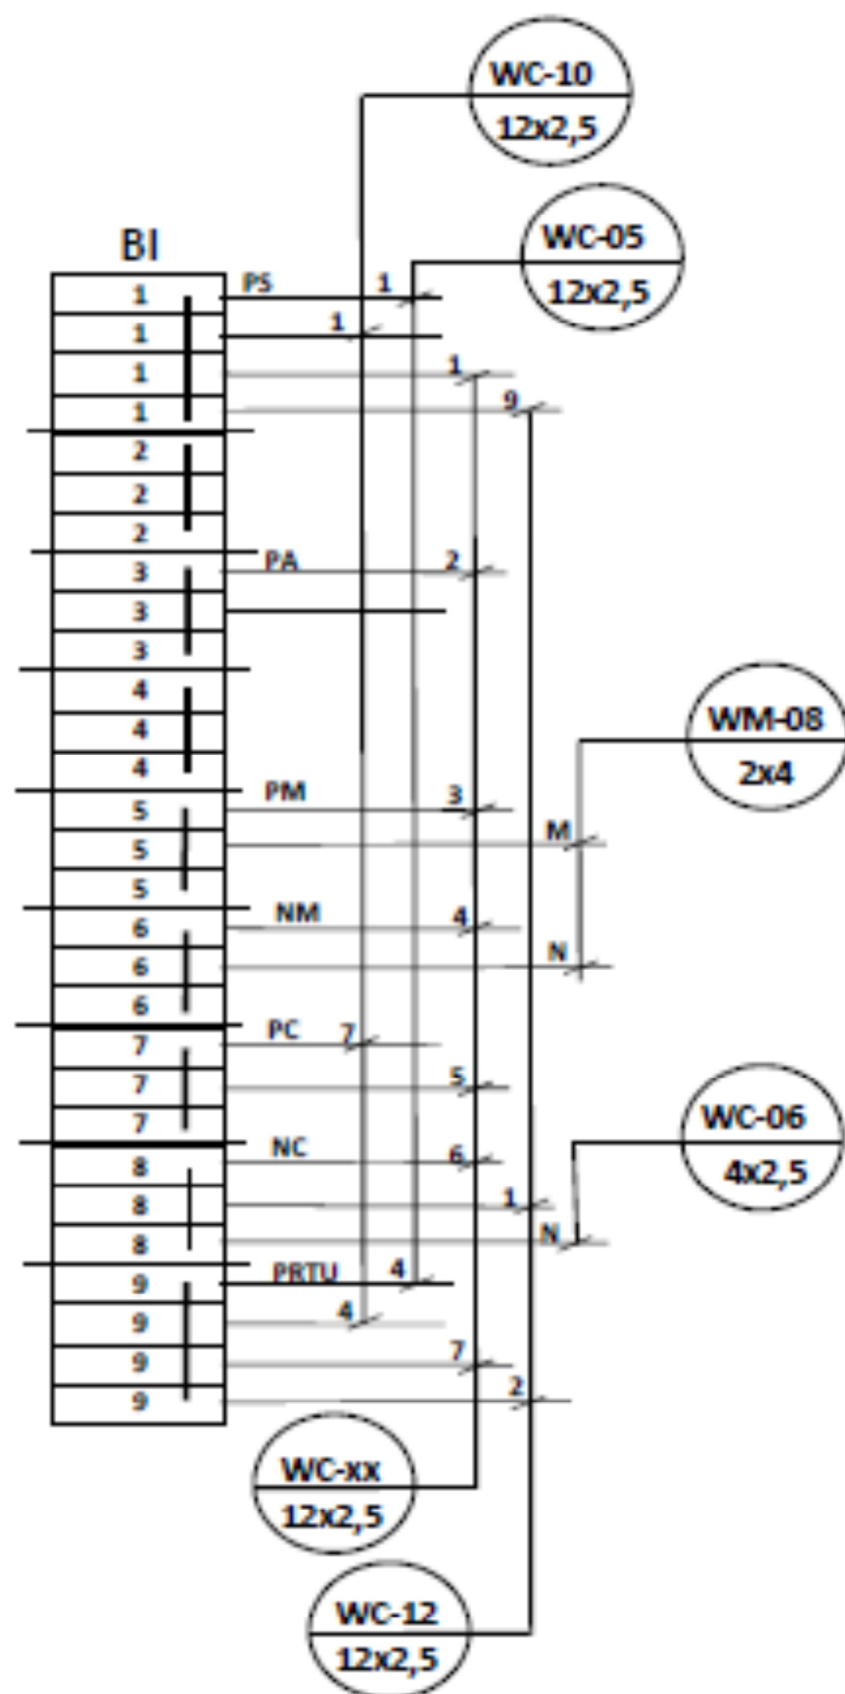 WC-10
12x2,5
WC-05
12x2,5
BI
1 PS 1
1 1
1 1
1 9
2
2
2
3 PA 2
3
3
4
4
4
WM-08
2x4
5 PM 3
5 M
5
6 NM 4
6 N
6
7 PC 7
7 5
7
WC-06
4x2,5
8 NC 6
8 1
8 N
9 PRTU 4
9 4
9 7
9 2
WC-xx
12x2,5
WC-12
12x2,5